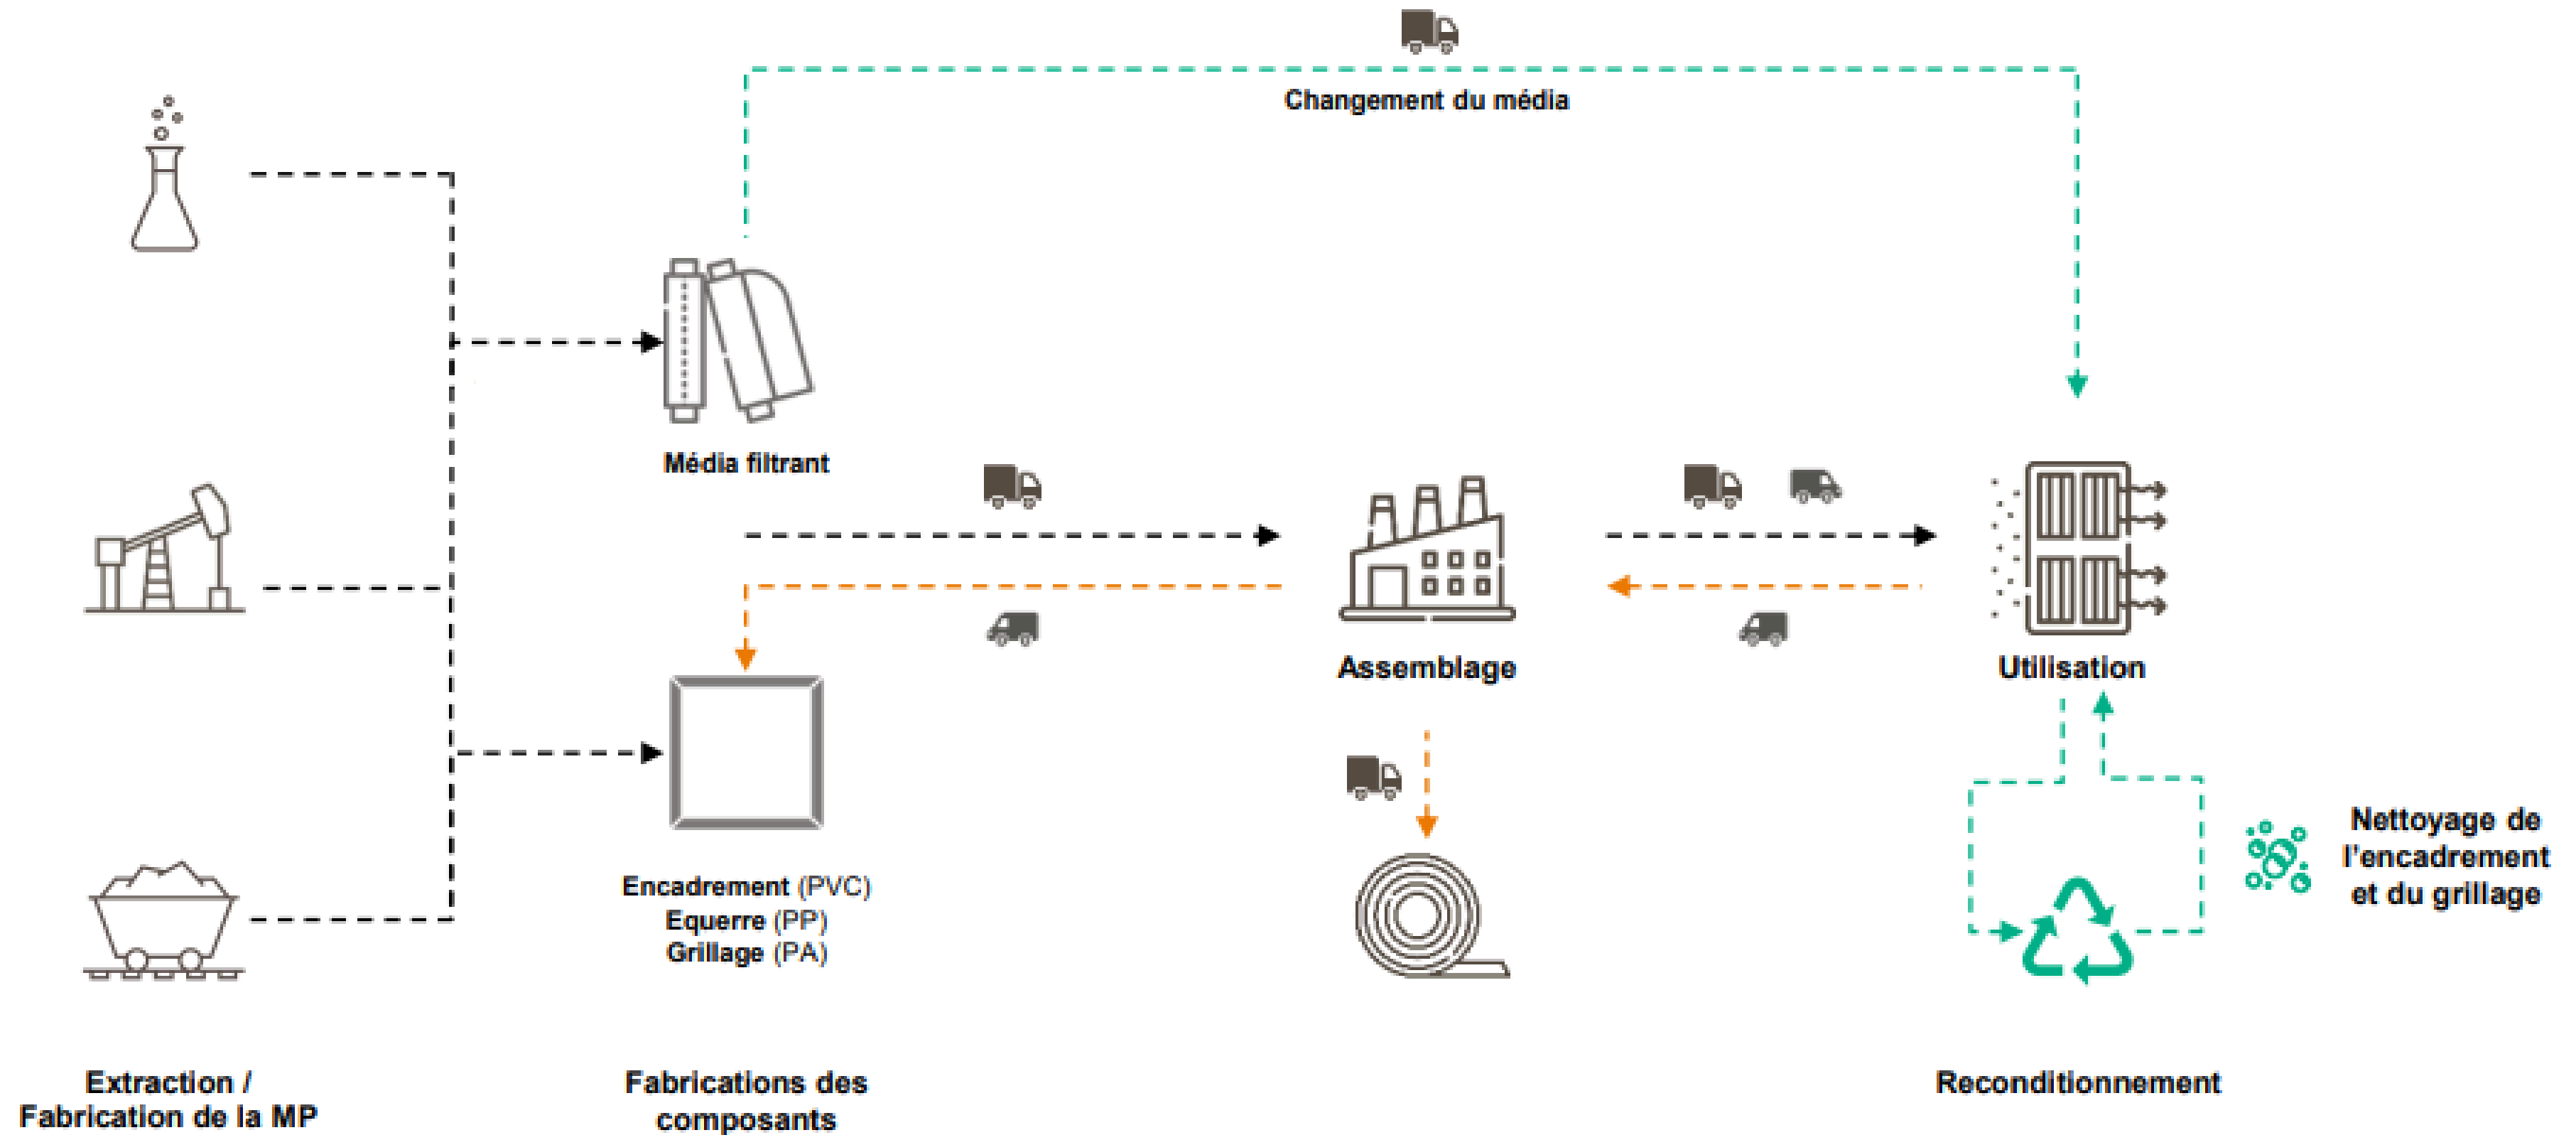 Changement du média
Média filtrant
Assemblage
Utilisation
Encadrement (PVC)
Equerre (PP)
Grillage (PA)
Nettoyage de
l'encadrement
et du grillage
Extraction /
Fabrication de la MP
Fabrications des
composants
Reconditionnement